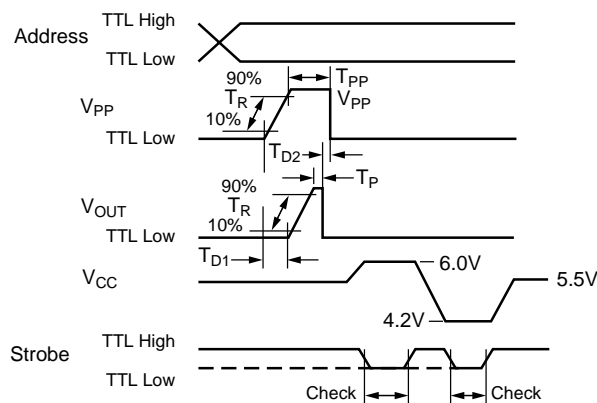 TTL High
Address
TTL Low
90%
TPP
TR
VPP
VPP
10%
TTL Low
TD2
TP
90%
VOUT
TR
10%
TTL Low
TD1
6.0V
VCC
5.5V
4.2V
TTL High
Strobe
TTL Low
Check
Check